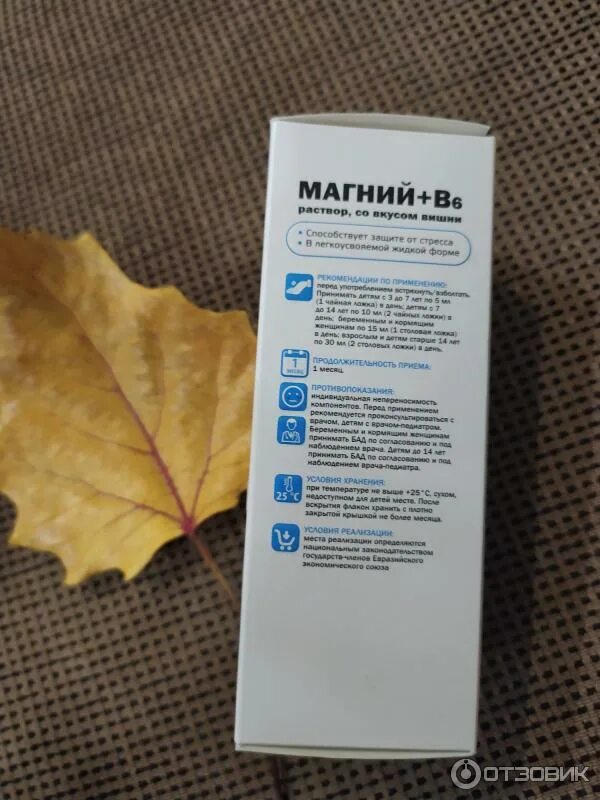 МАГНИЙ+В6
раствор, со вкусом вишни
• Способствует защите от стресса
• В легкоусвояемой жидкой форме
РЕКОМЕНДАЦИИ ПО ПРИМЕНЕНИЮ:
перед употреблением встряхнуть/взболтать.
Принимать детям с 3 до 7 лет по 5 мл
(1 чайная ложка) в день; детям с 7
до 14 лет по 10 мл (2 чайных ложки) в
день; беременным и кормящим
женщинам по 15 мл (1 столовая ложка)
в день; взрослым и детям старше 14 лет
по 30 мл (2 столовых ложки) в день.
1
месяц
ПРОДОЛЖИТЕЛЬНОСТЬ ПРИЕМА:
1 месяц.
ПРОТИВОПОКАЗАНИЯ:
индивидуальная непереносимость
компонентов. Перед применением
рекомендуется проконсультироваться с
врачом, детям с врачом-педиатром.
Беременным и кормящим женщинам
принимать БАД по согласованию и под
наблюдением врача. Детям до 14 лет
принимать БАД по согласованию и под
наблюдением врача-педиатра.
25 °С
УСЛОВИЯ ХРАНЕНИЯ:
при температуре не выше +25°С, сухом,
недоступном для детей месте. После
вскрытия флакон хранить с плотно
закрытой крышкой не более месяца.
УСЛОВИЯ РЕАЛИЗАЦИИ:
места реализации определяются
национальным законодательством
государств-членов Евразийского
экономического союза
ОТЗОВИК